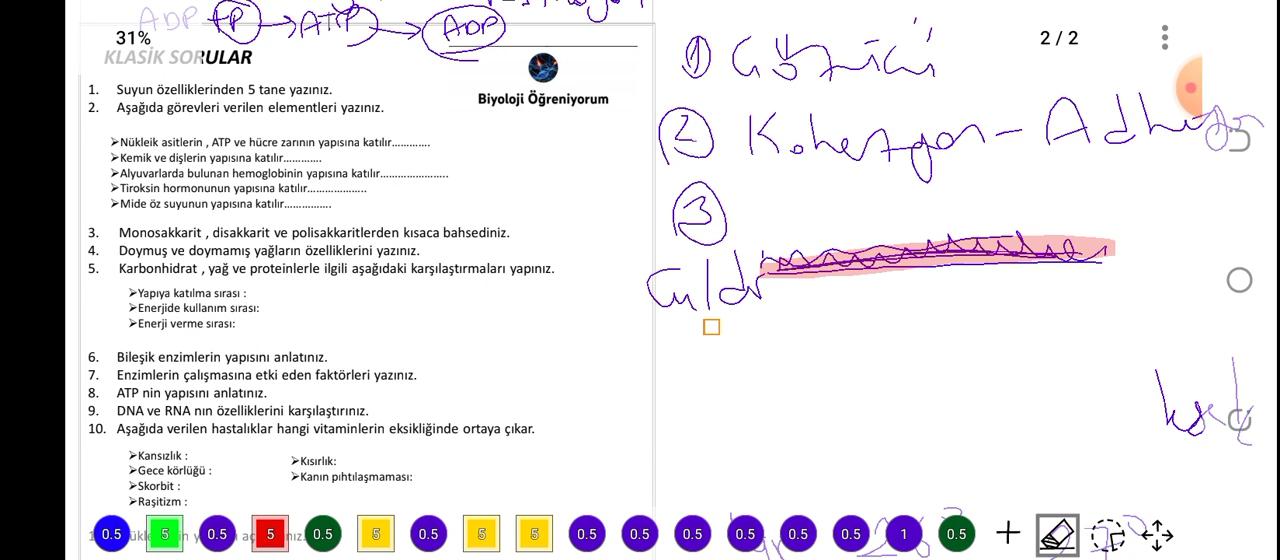 ADP +P → ATP → ADP
31%
2 / 2
KLASİK SORULAR
Biyoloji Öğreniyorum
1. Suyun özelliklerinden 5 tane yazınız.
2. Aşağıda görevleri verilen elementleri yazınız.
➢Nükleik asitlerin , ATP ve hücre zarının yapısına katılır.............
➢Kemik ve dişlerin yapısına katılır............
➢Alyuvarlarda bulunan hemoglobinin yapısına katılır.....................
➢Tiroksin hormonunun yapısına katılır...................
➢Mide öz suyunun yapısına katılır...............
3. Monosakkarit , disakkarit ve polisakkaritlerden kısaca bahsediniz.
4. Doymuş ve doymamış yağların özelliklerini yazınız.
5. Karbonhidrat , yağ ve proteinlerle ilgili aşağıdaki karşılaştırmaları yapınız.
➢Yapıya katılma sırası :
➢Enerjide kullanım sırası:
➢Enerji verme sırası:
6. Bileşik enzimlerin yapısını anlatınız.
7. Enzimlerin çalışmasına etki eden faktörleri yazınız.
8. ATP nin yapısını anlatınız.
9. DNA ve RNA nın özelliklerini karşılaştırınız.
10. Aşağıda verilen hastalıklar hangi vitaminlerin eksikliğinde ortaya çıkar.
➢Kansızlık :
➢Gece körlüğü :
➢Skorbit :
➢Raşitizm :
➢Kısırlık:
➢Kanın pıhtılaşmaması:
① Çözücü
② Kohezyon - Adhezyon
③
0.5 5 0.5 5 0.5 5 0.5 5 5 0.5 0.5 0.5 0.5 0.5 0.5 1 0.5